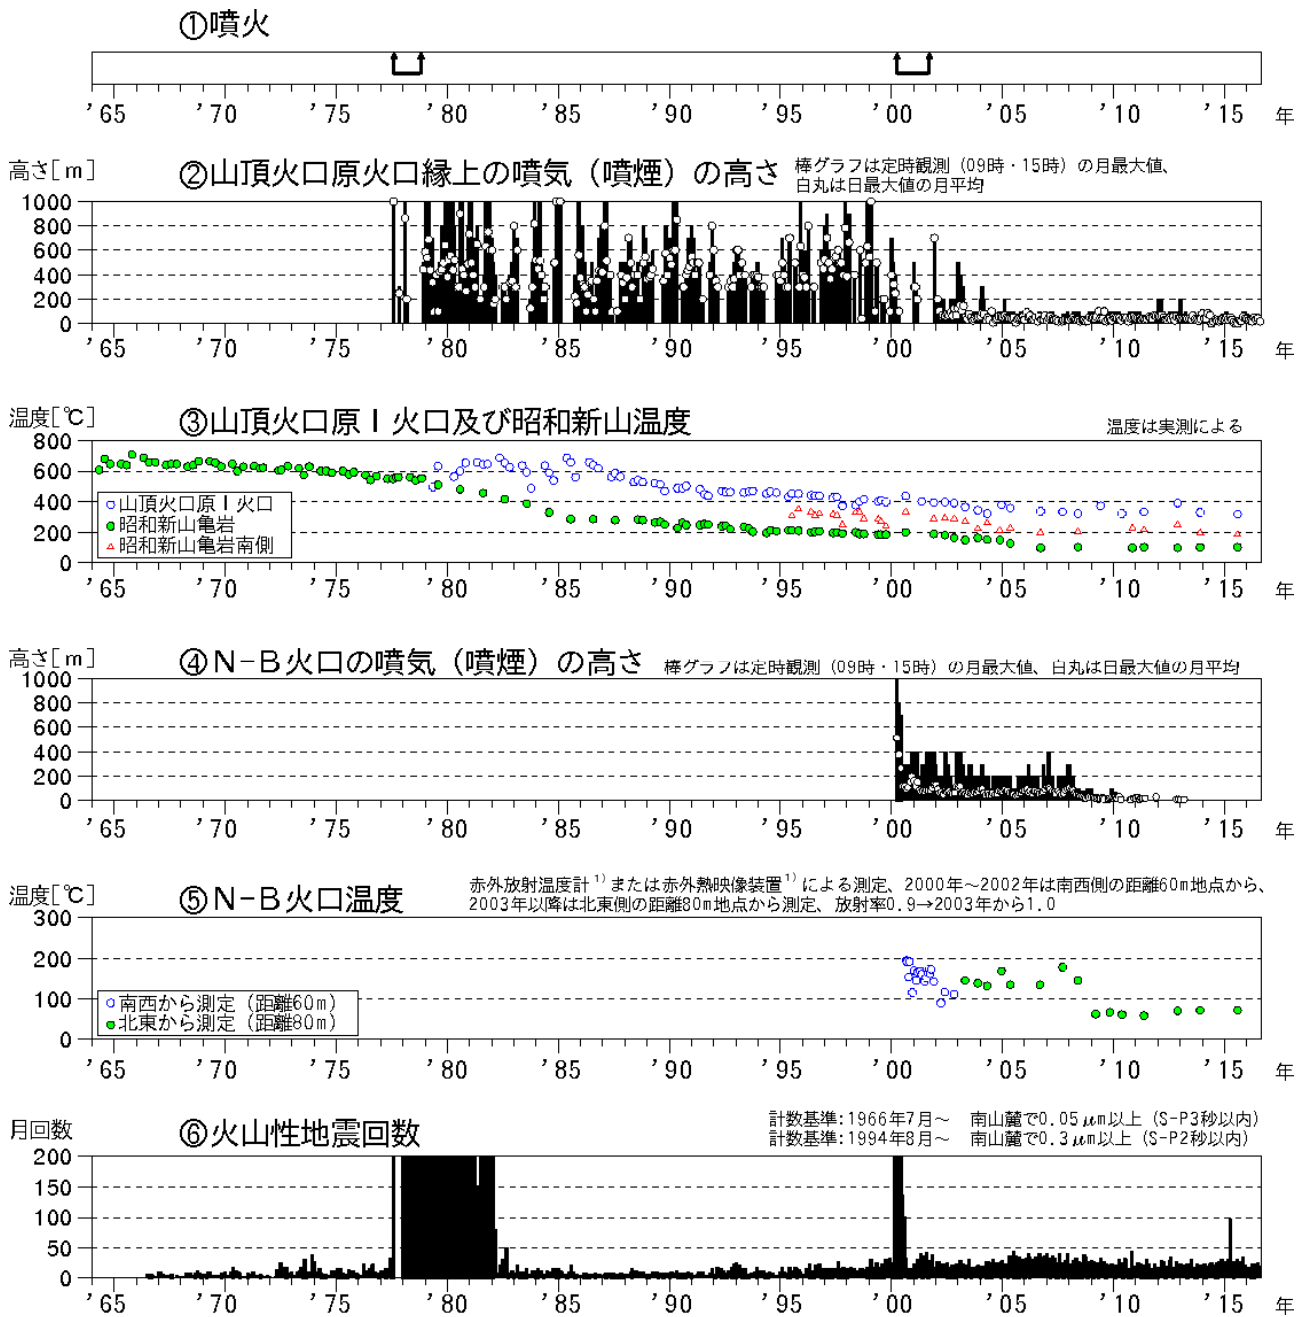 ①噴火
'65 '70 '75 '80 '85 '90 '95 '00 '05 '10 '15 年
高さ[m]
②山頂火口原火口縁上の噴気（噴煙）の高さ
棒グラフは定時観測（09時・15時）の月最大値、
白丸は日最大値の月平均
1000
800
600
400
200
0
'65 '70 '75 '80 '85 '90 '95 '00 '05 '10 '15 年
温度[℃]
③山頂火口原Ⅰ火口及び昭和新山温度
温度は実測による
800
600
400
200
0
山頂火口原Ⅰ火口
昭和新山亀岩
昭和新山亀岩南側
'65 '70 '75 '80 '85 '90 '95 '00 '05 '10 '15 年
高さ[m]
④N-B火口の噴気（噴煙）の高さ
棒グラフは定時観測（09時・15時）の月最大値、白丸は日最大値の月平均
1000
800
600
400
200
0
'65 '70 '75 '80 '85 '90 '95 '00 '05 '10 '15 年
温度[℃]
⑤N-B火口温度
赤外放射温度計1)または赤外熱映像装置1)による測定、2000年～2002年は南西側の距離60m地点から、
2003年以降は北東側の距離80m地点から測定、放射率0.9→2003年から1.0
300
200
100
0
南西から測定（距離60m）
北東から測定（距離80m）
'65 '70 '75 '80 '85 '90 '95 '00 '05 '10 '15 年
月回数
⑥火山性地震回数
計数基準:1966年7月～ 南山麓で0.05μm以上（S-P3秒以内）
計数基準:1994年8月～ 南山麓で0.3μm以上（S-P2秒以内）
200
150
100
50
0
'65 '70 '75 '80 '85 '90 '95 '00 '05 '10 '15 年